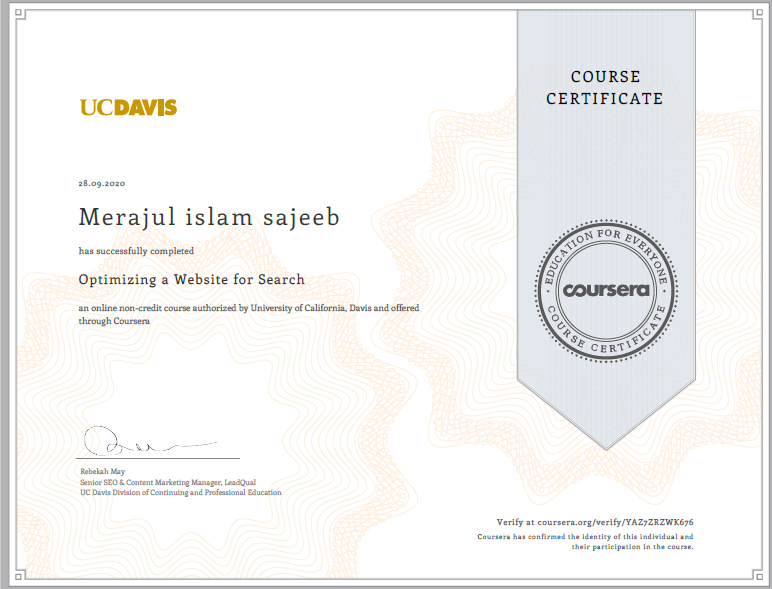 COURSE
CERTIFICATE
UCDAVIS
28.09.2020
Merajul islam sajeeb
has successfully completed
Optimizing a Website for Search
an online non-credit course authorized by University of California, Davis and offered
through Coursera
EDUCATION FOR EVERYONE
coursera
COURSE CERTIFICATE
Rebekah May
Senior SEO & Content Marketing Manager, LeadQual
UC Davis Division of Continuing and Professional Education
Verify at coursera.org/verify/YAZ7ZRZWK676
Coursera has confirmed the identity of this individual and
their participation in the course.